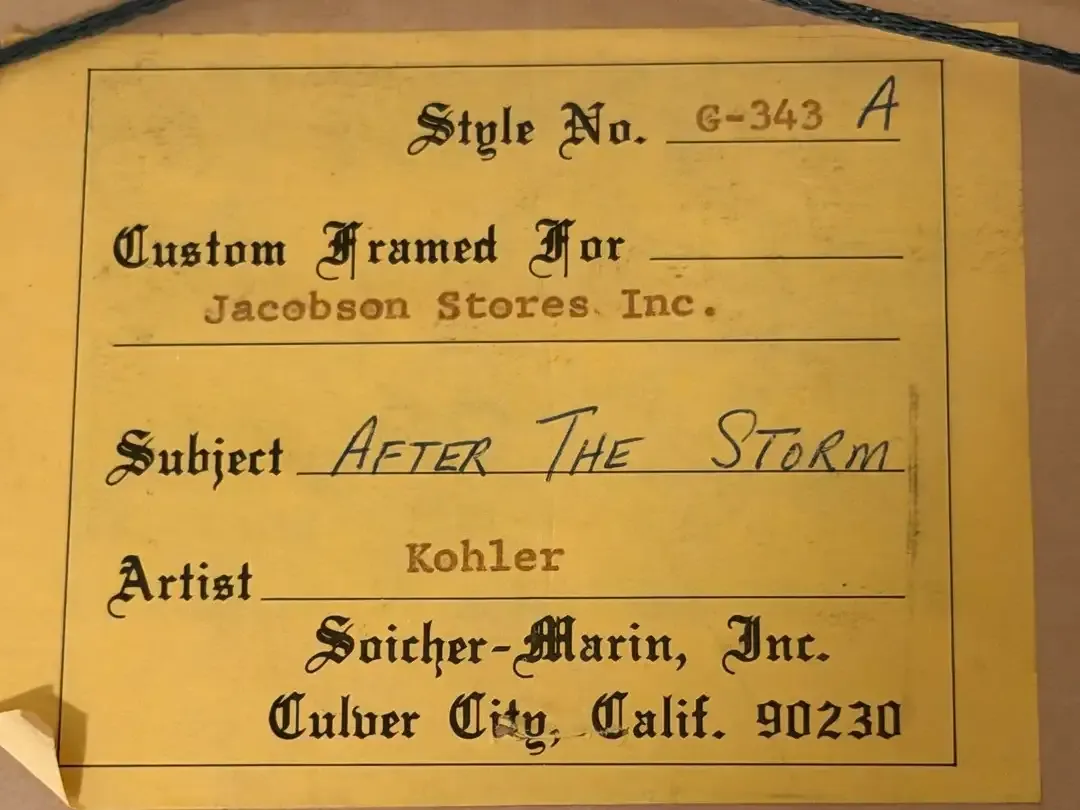 Style No. G-343 A
Custom Framed For
Jacobson Stores Inc.
Subject AFTER THE STORM
Artist Kohler
Soicher-Marin, Inc.
Culver City, Calif. 90230